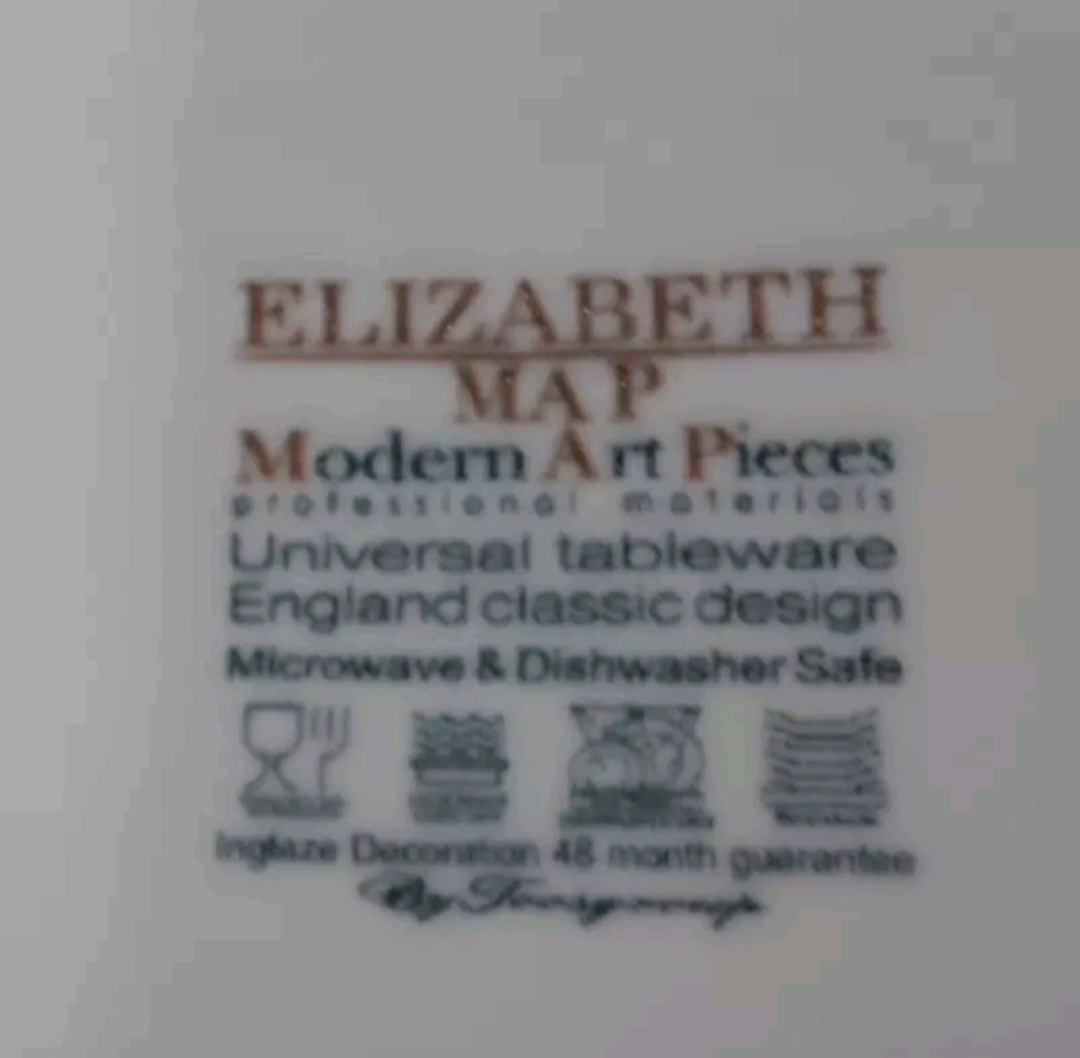 ELIZABETH
MAP
Modern Art Pieces
professional materials
Universal tableware
England classic design
Microwave & Dishwasher Safe
Inglaze Decoration 48 month guarantee
By